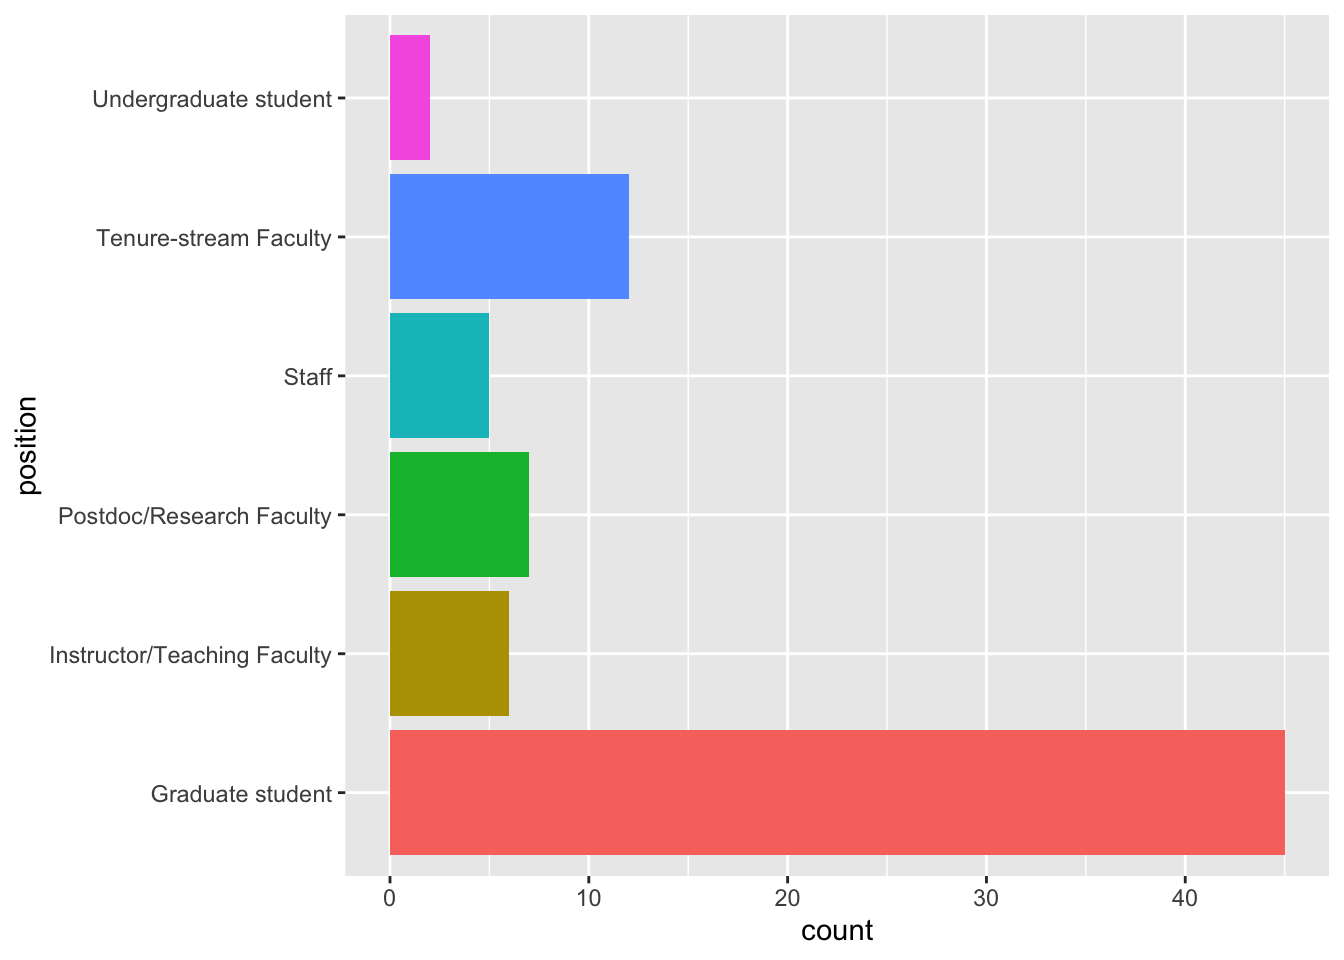 position
Undergraduate student
Tenure-stream Faculty
Staff
Postdoc/Research Faculty
Instructor/Teaching Faculty
Graduate student
0 10 20 30 40
count